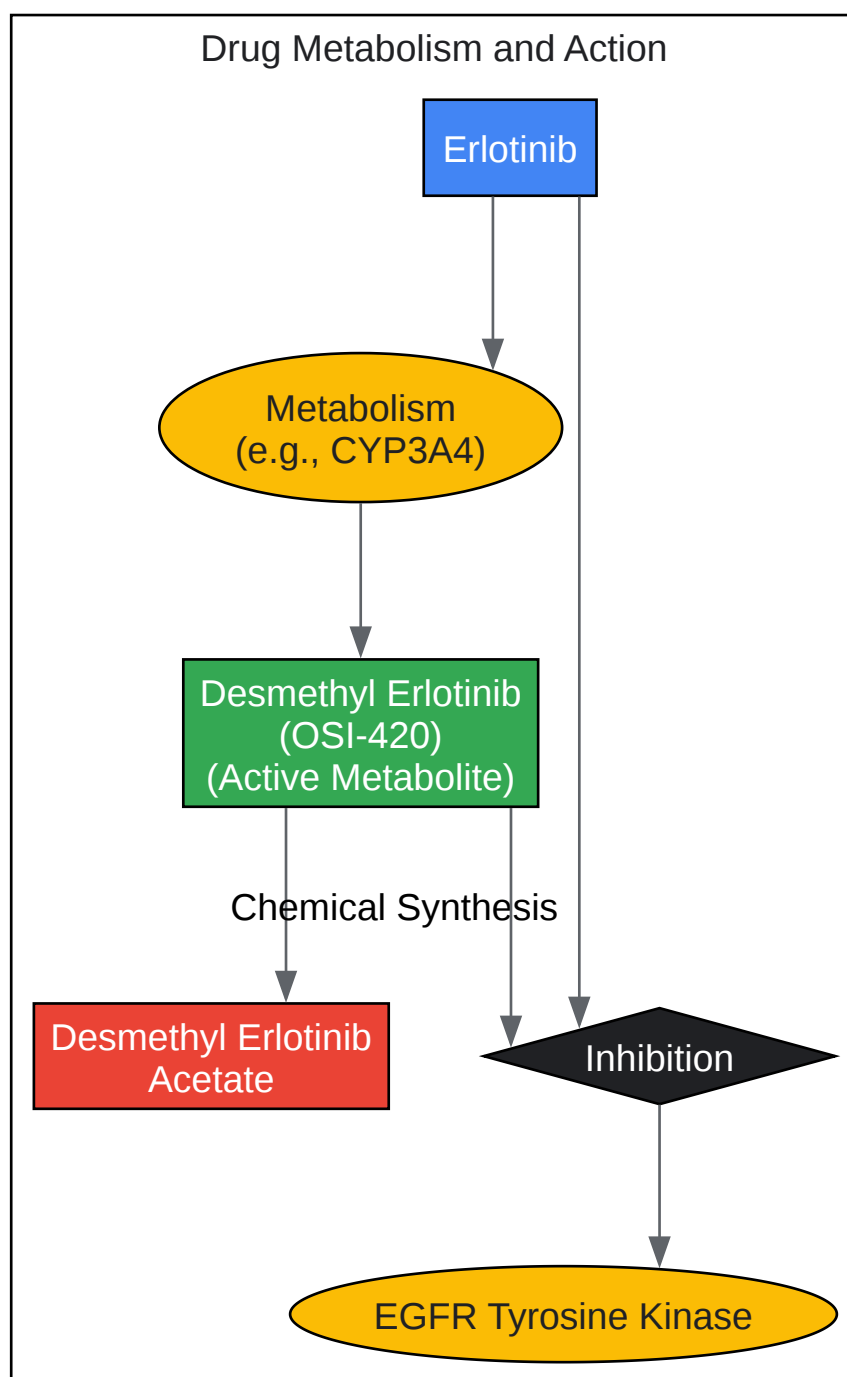 Drug Metabolism and Action
Erlotinib
Metabolism
(e.g., CYP3A4)
Desmethyl Erlotinib
(OSI-420)
(Active Metabolite)
Chemical Synthesis
Desmethyl Erlotinib
Acetate
Inhibition
EGFR Tyrosine Kinase